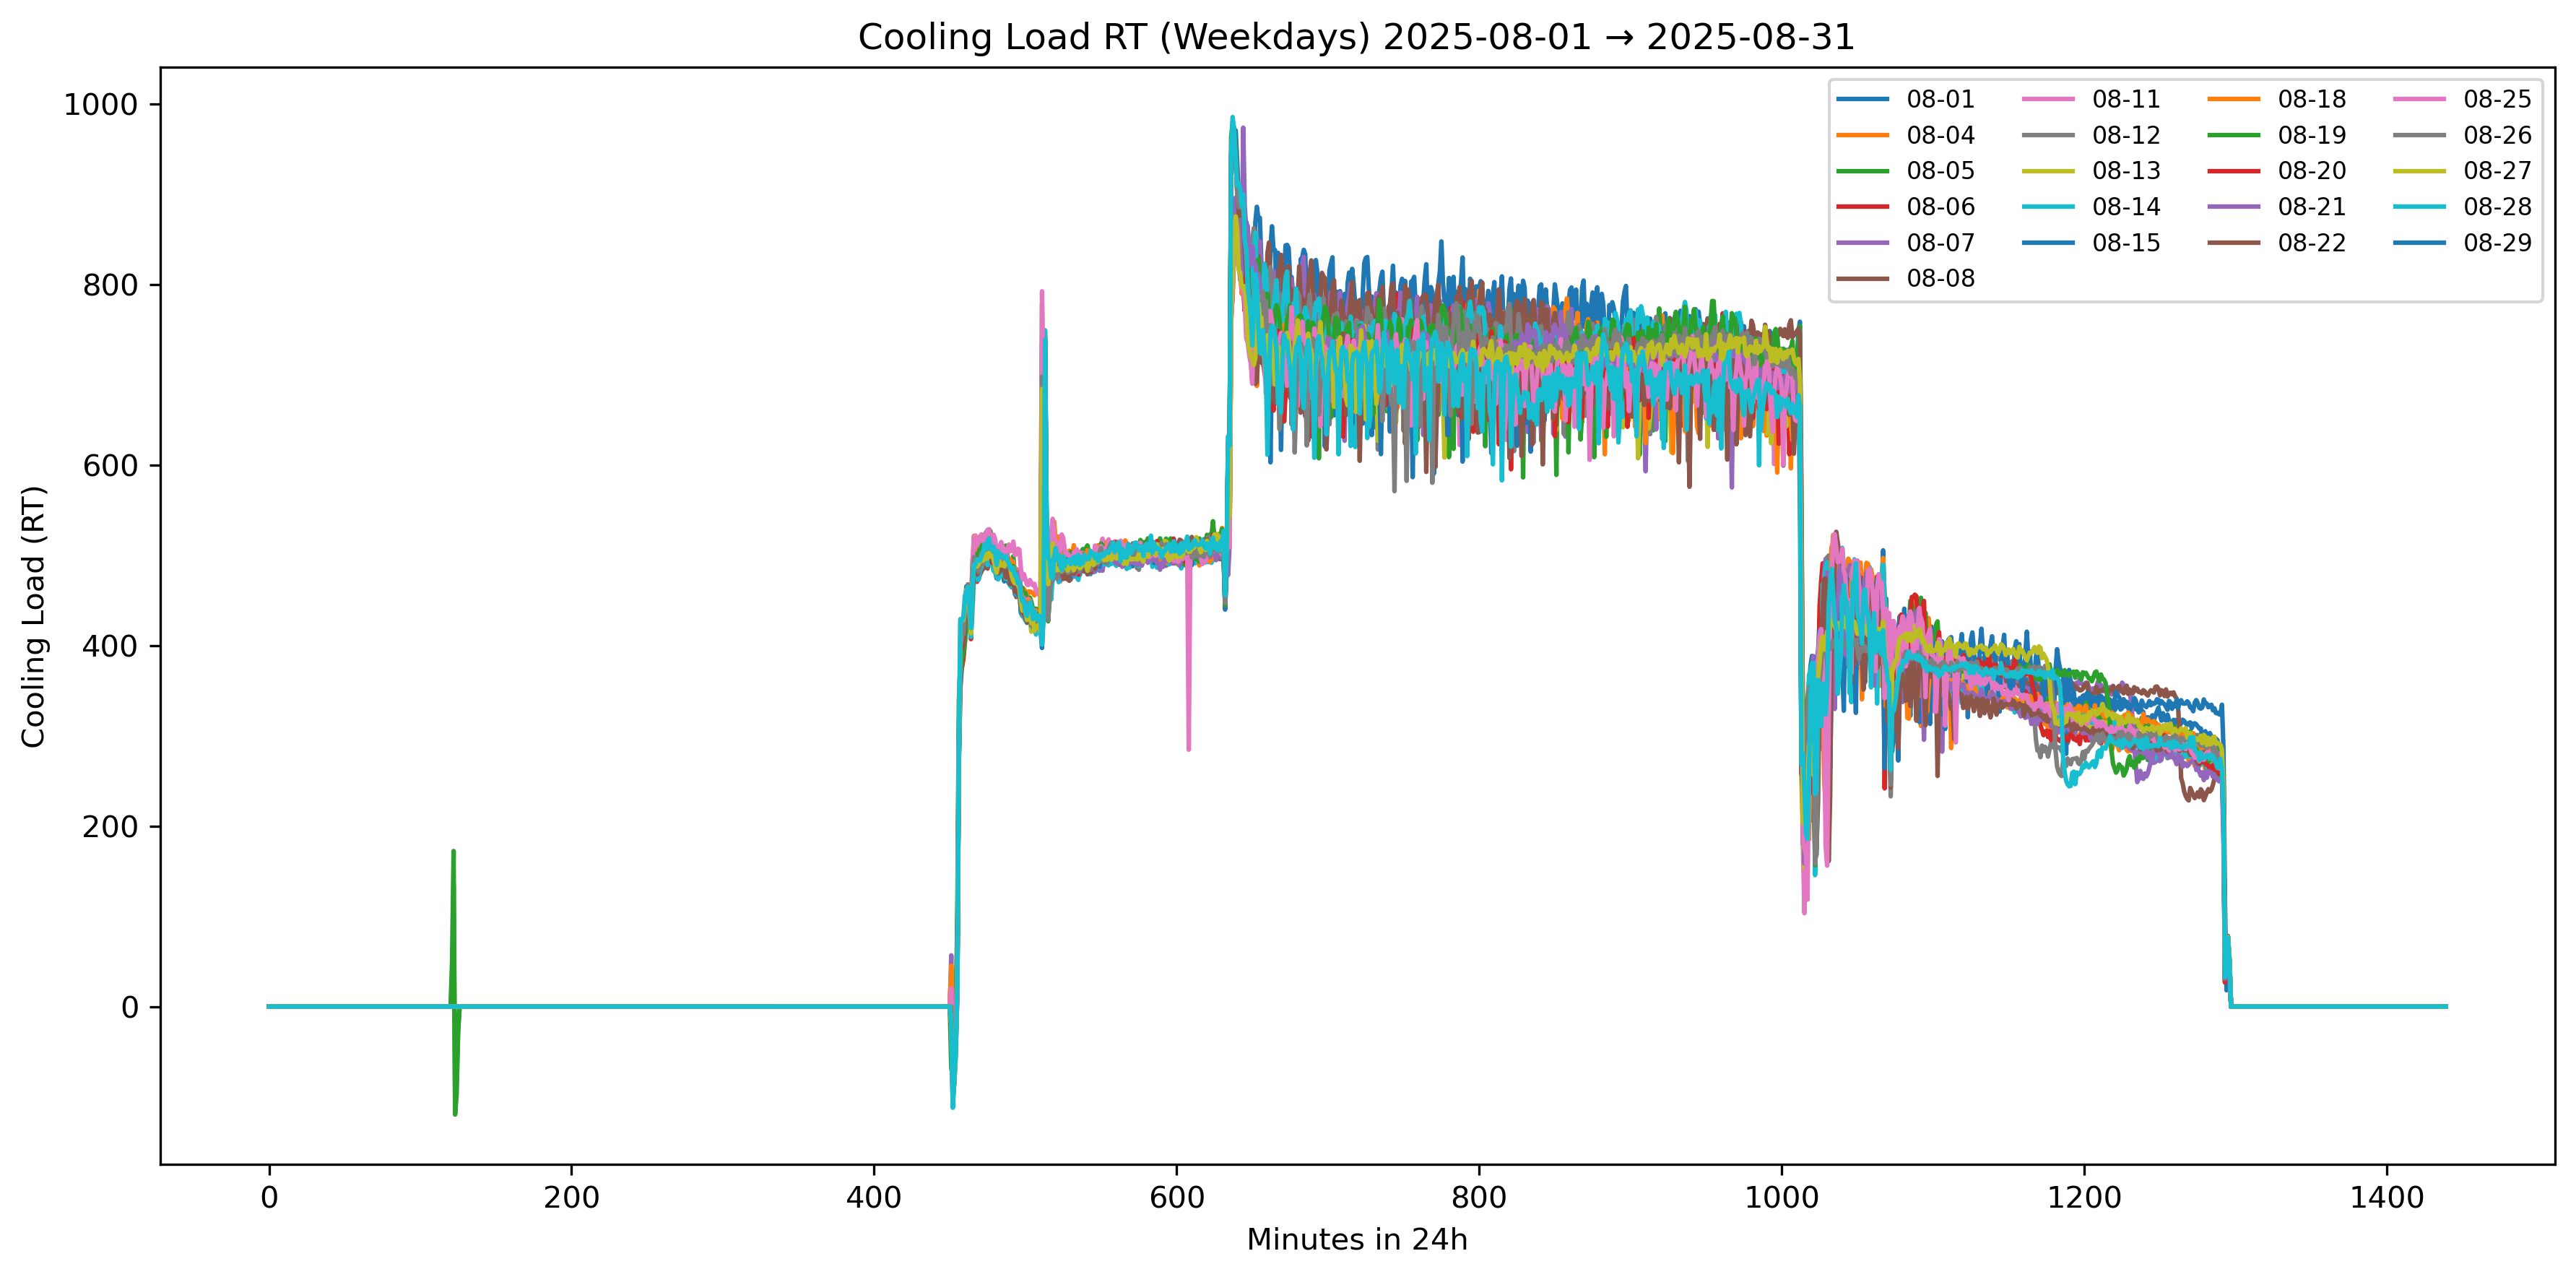 Cooling Load RT (Weekdays) 2025-08-01 → 2025-08-31
Cooling Load (RT)
1000
800
600
400
200
0
08-01 08-11 08-18 08-25
08-04 08-12 08-19 08-26
08-05 08-13 08-20 08-27
08-06 08-14 08-21 08-28
08-07 08-15 08-22 08-29
08-08
0 200 400 600 800 1000 1200 1400
Minutes in 24h